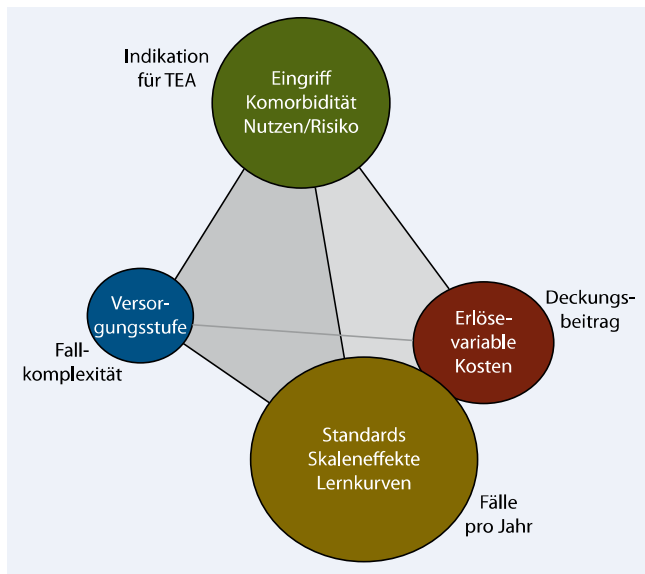 Indikation
für TEA
Eingriff
Komorbidität
Nutzen/Risiko
Versor-
gungsstufe
Fall-
komplexität
Erlöse-
variable
Kosten
Deckungs-
beitrag
Standards
Skaleneffekte
Lernkurven
Fälle
pro Jahr